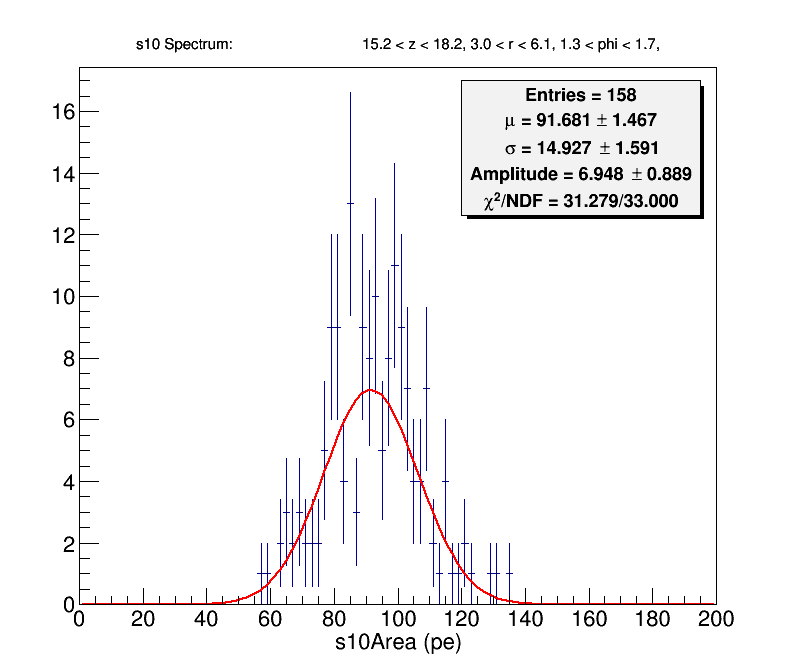 s10 Spectrum: 15.2 < z < 18.2, 3.0 < r < 6.1, 1.3 < phi < 1.7,
Entries = 158
μ = 91.681 ± 1.467
σ = 14.927 ± 1.591
Amplitude = 6.948 ± 0.889
χ²/NDF = 31.279/33.000
16
14
12
10
8
6
4
2
0
0 20 40 60 80 100 120 140 160 180 200
s10Area (pe)